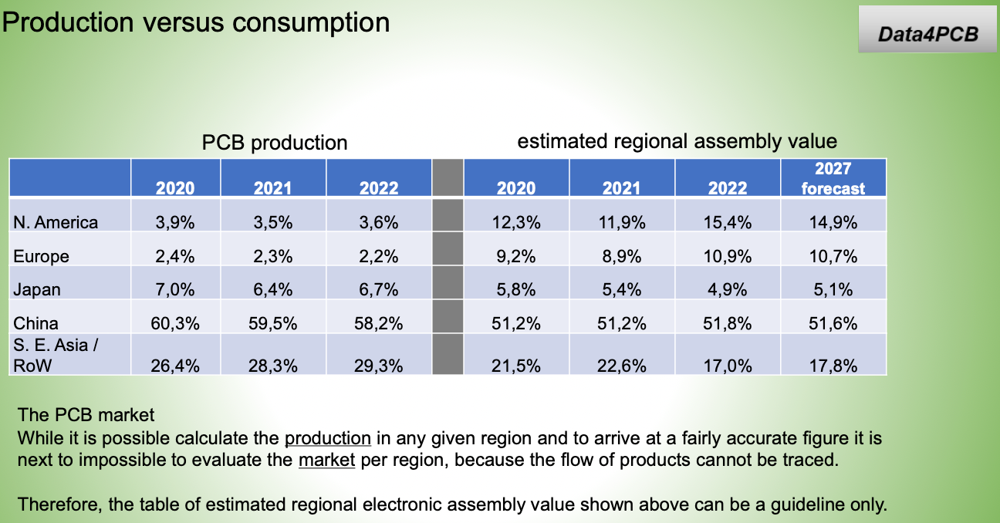 Production versus consumption
Data4PCB
PCB production
estimated regional assembly value
2020 2021 2022 2020 2021 2022 2027 forecast
N. America 3,9% 3,5% 3,6% 12,3% 11,9% 15,4% 14,9%
Europe 2,4% 2,3% 2,2% 9,2% 8,9% 10,9% 10,7%
Japan 7,0% 6,4% 6,7% 5,8% 5,4% 4,9% 5,1%
China 60,3% 59,5% 58,2% 51,2% 51,2% 51,8% 51,6%
S. E. Asia /
RoW 26,4% 28,3% 29,3% 21,5% 22,6% 17,0% 17,8%
The PCB market
While it is possible calculate the production in any given region and to arrive at a fairly accurate figure it is
next to impossible to evaluate the market per region, because the flow of products cannot be traced.
Therefore, the table of estimated regional electronic assembly value shown above can be a guideline only.